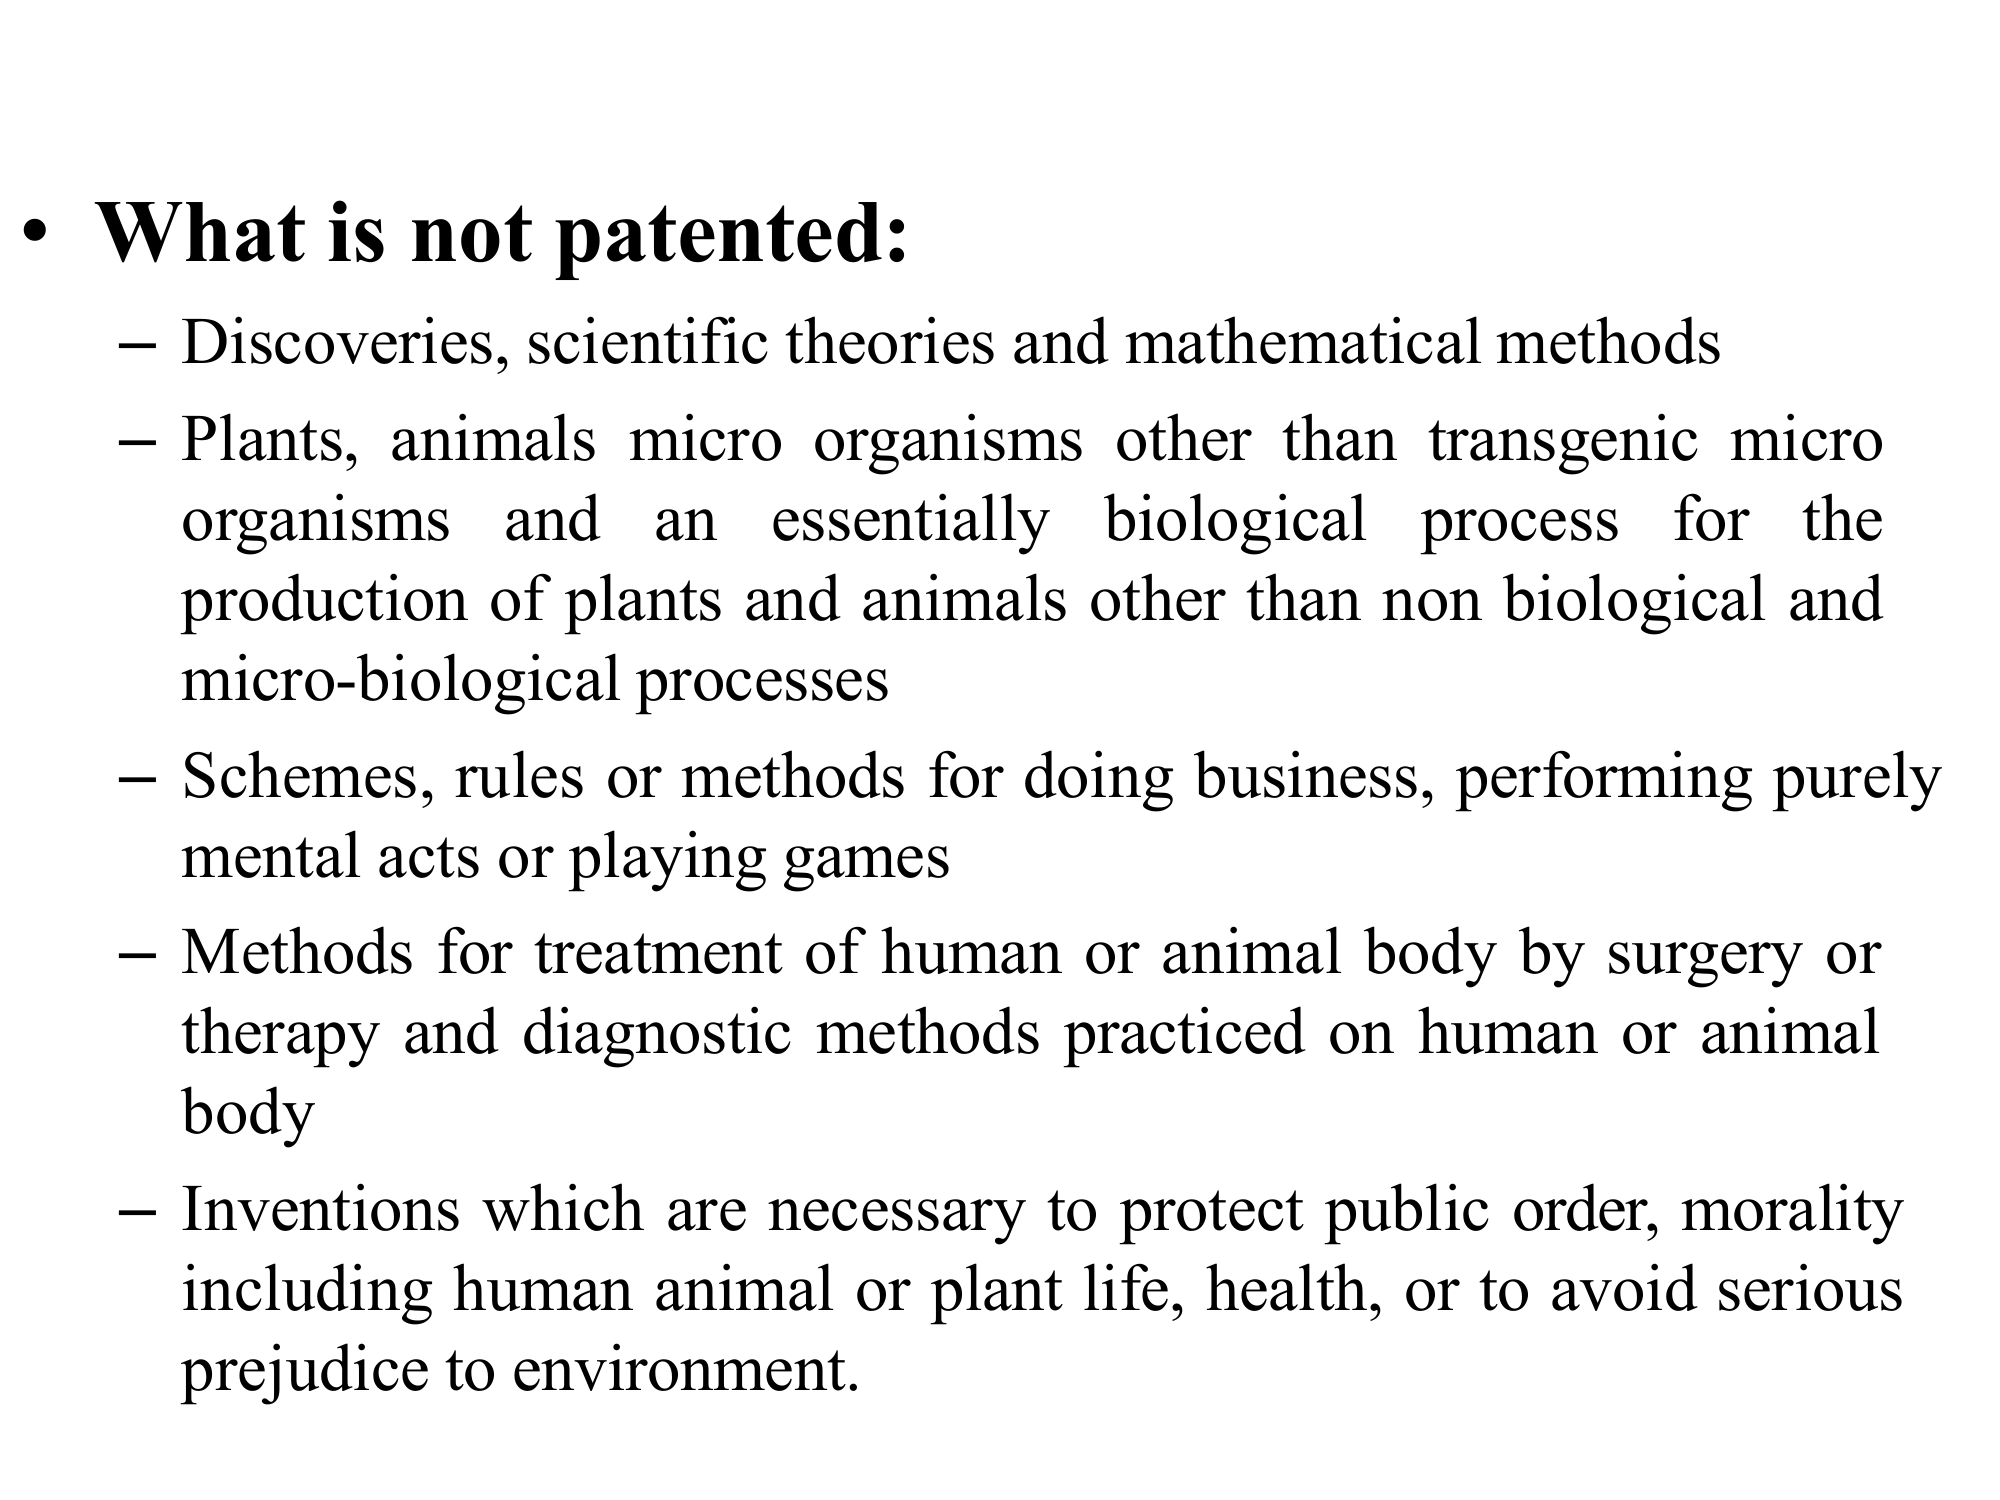 • What is not patented:
– Discoveries, scientific theories and mathematical methods
– Plants, animals micro organisms other than transgenic micro
organisms and an essentially biological process for the
production of plants and animals other than non biological and
micro-biological processes
– Schemes, rules or methods for doing business, performing purely
mental acts or playing games
– Methods for treatment of human or animal body by surgery or
therapy and diagnostic methods practiced on human or animal
body
– Inventions which are necessary to protect public order, morality
including human animal or plant life, health, or to avoid serious
prejudice to environment.